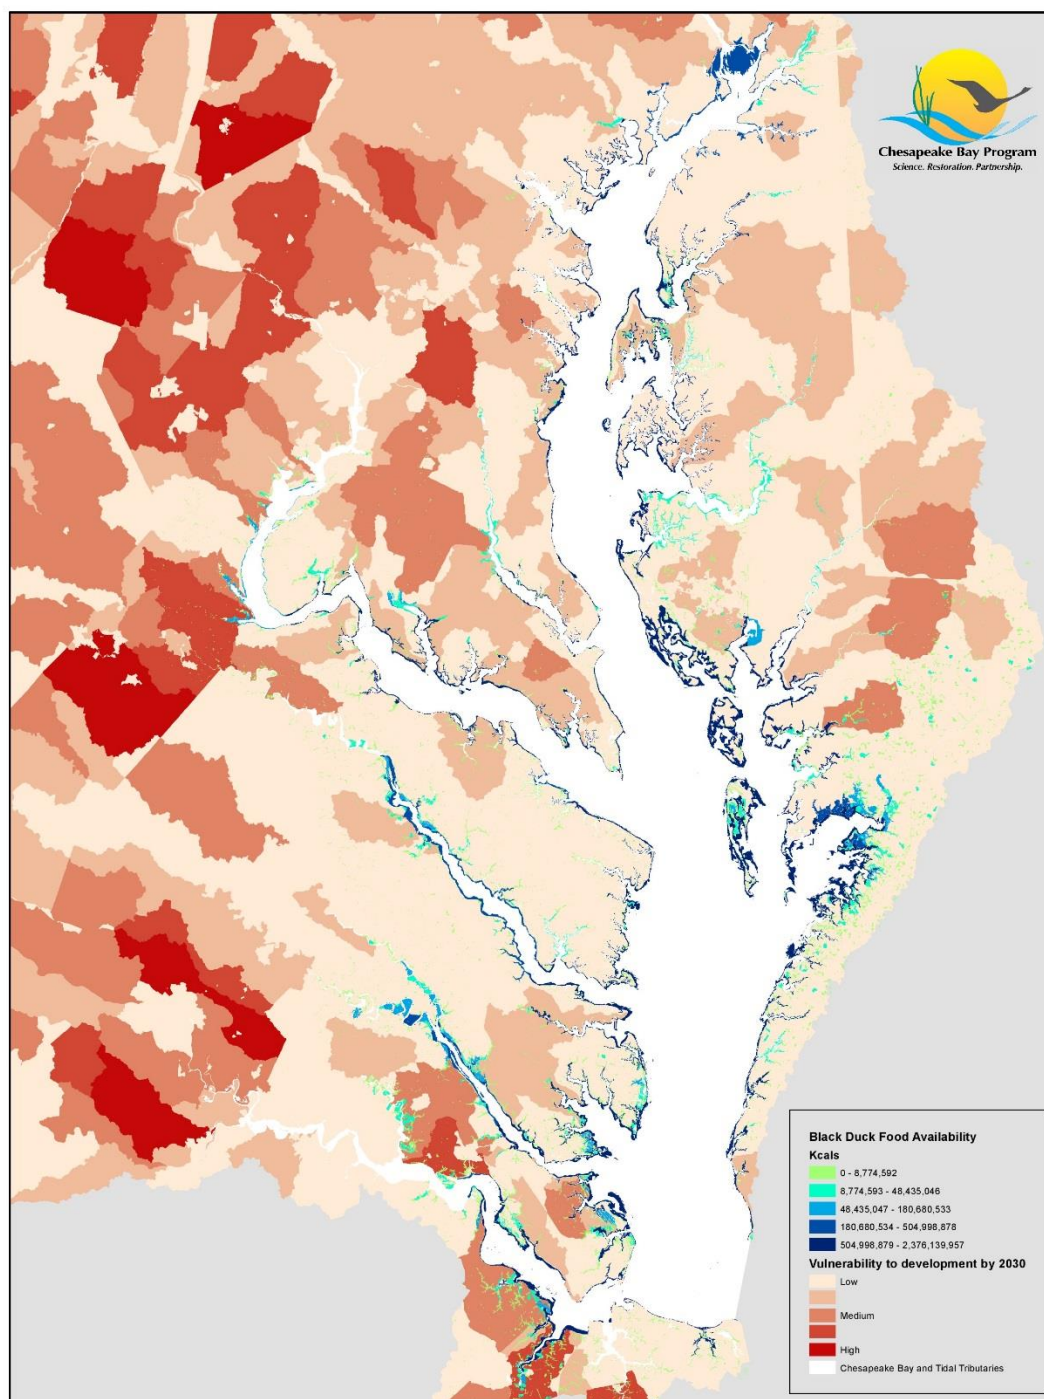 Chesapeake Bay Program
Science. Restoration. Partnership.
Black Duck Food Availability
Kcals
0 - 8,774,592
8,774,593 - 48,435,046
48,435,047 - 180,680,533
180,680,534 - 504,998,878
504,998,879 - 2,376,139,957
Vulnerability to development by 2030
Low
Medium
High
Chesapeake Bay and Tidal Tributaries